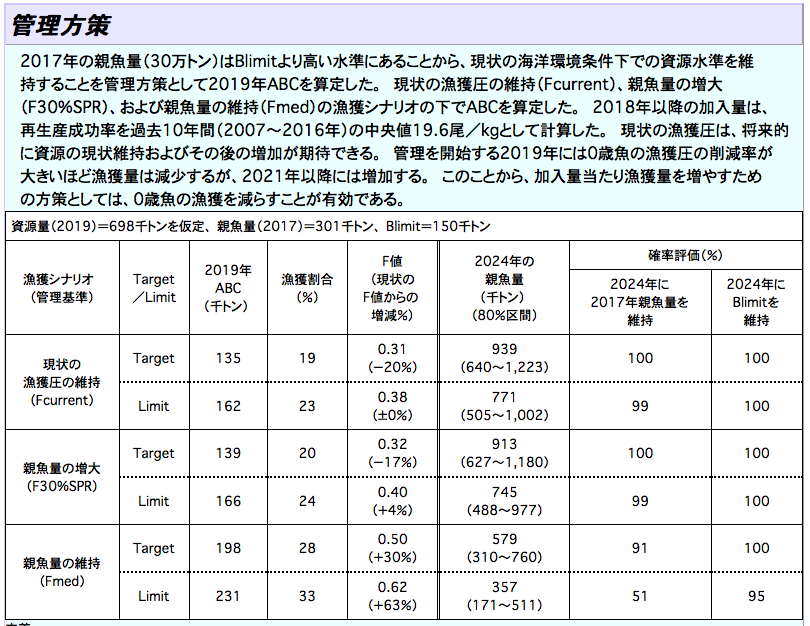 管理方策
2017年の親魚量(30万トン)はBlimitより高い水準にあることから、現状の海洋環境条件下での資源水準を維
持することを管理方策として2019年ABCを算定した。 現状の漁獲圧の維持(Fcurrent)、親魚量の増大
(F30%SPR)、および親魚量の維持(Fmed)の漁獲シナリオの下でABCを算定した。 2018年以降の加入量は、
再生産成功率を過去10年間(2007～2016年)の中央値19.6尾／kgとして計算した。 現状の漁獲圧は、将来的
に資源の現状維持およびその後の増加が期待できる。 管理を開始する2019年には0歳魚の漁獲圧の削減率が
大きいほど漁獲量は減少するが、2021年以降には増加する。 このことから、加入量当たり漁獲量を増やすため
の方策としては、0歳魚の漁獲を減らすことが有効である。
資源量(2019)＝698千トンを仮定、親魚量(2017)＝301千トン、Blimit＝150千トン
漁獲シナリオ
(管理基準)
Target
／Limit
2019年
ABC
(千トン)
漁獲割合
(%)
F値
(現状の
F値からの
増減%)
2024年の
親魚量
(千トン)
(80%区間)
確率評価(%)
2024年に
2017年親魚量を
維持
2024年に
Blimitを
維持
現状の
漁獲圧の維持
(Fcurrent)
Target 135 19 0.31 (−20%) 939 (640～1,223) 100 100
Limit 162 23 0.38 (±0%) 771 (505～1,002) 99 100
親魚量の増大
(F30%SPR)
Target 139 20 0.32 (−17%) 913 (627～1,180) 100 100
Limit 166 24 0.40 (+4%) 745 (488～977) 99 100
親魚量の維持
(Fmed)
Target 198 28 0.50 (+30%) 579 (310～760) 91 100
Limit 231 33 0.62 (+63%) 357 (171～511) 51 95